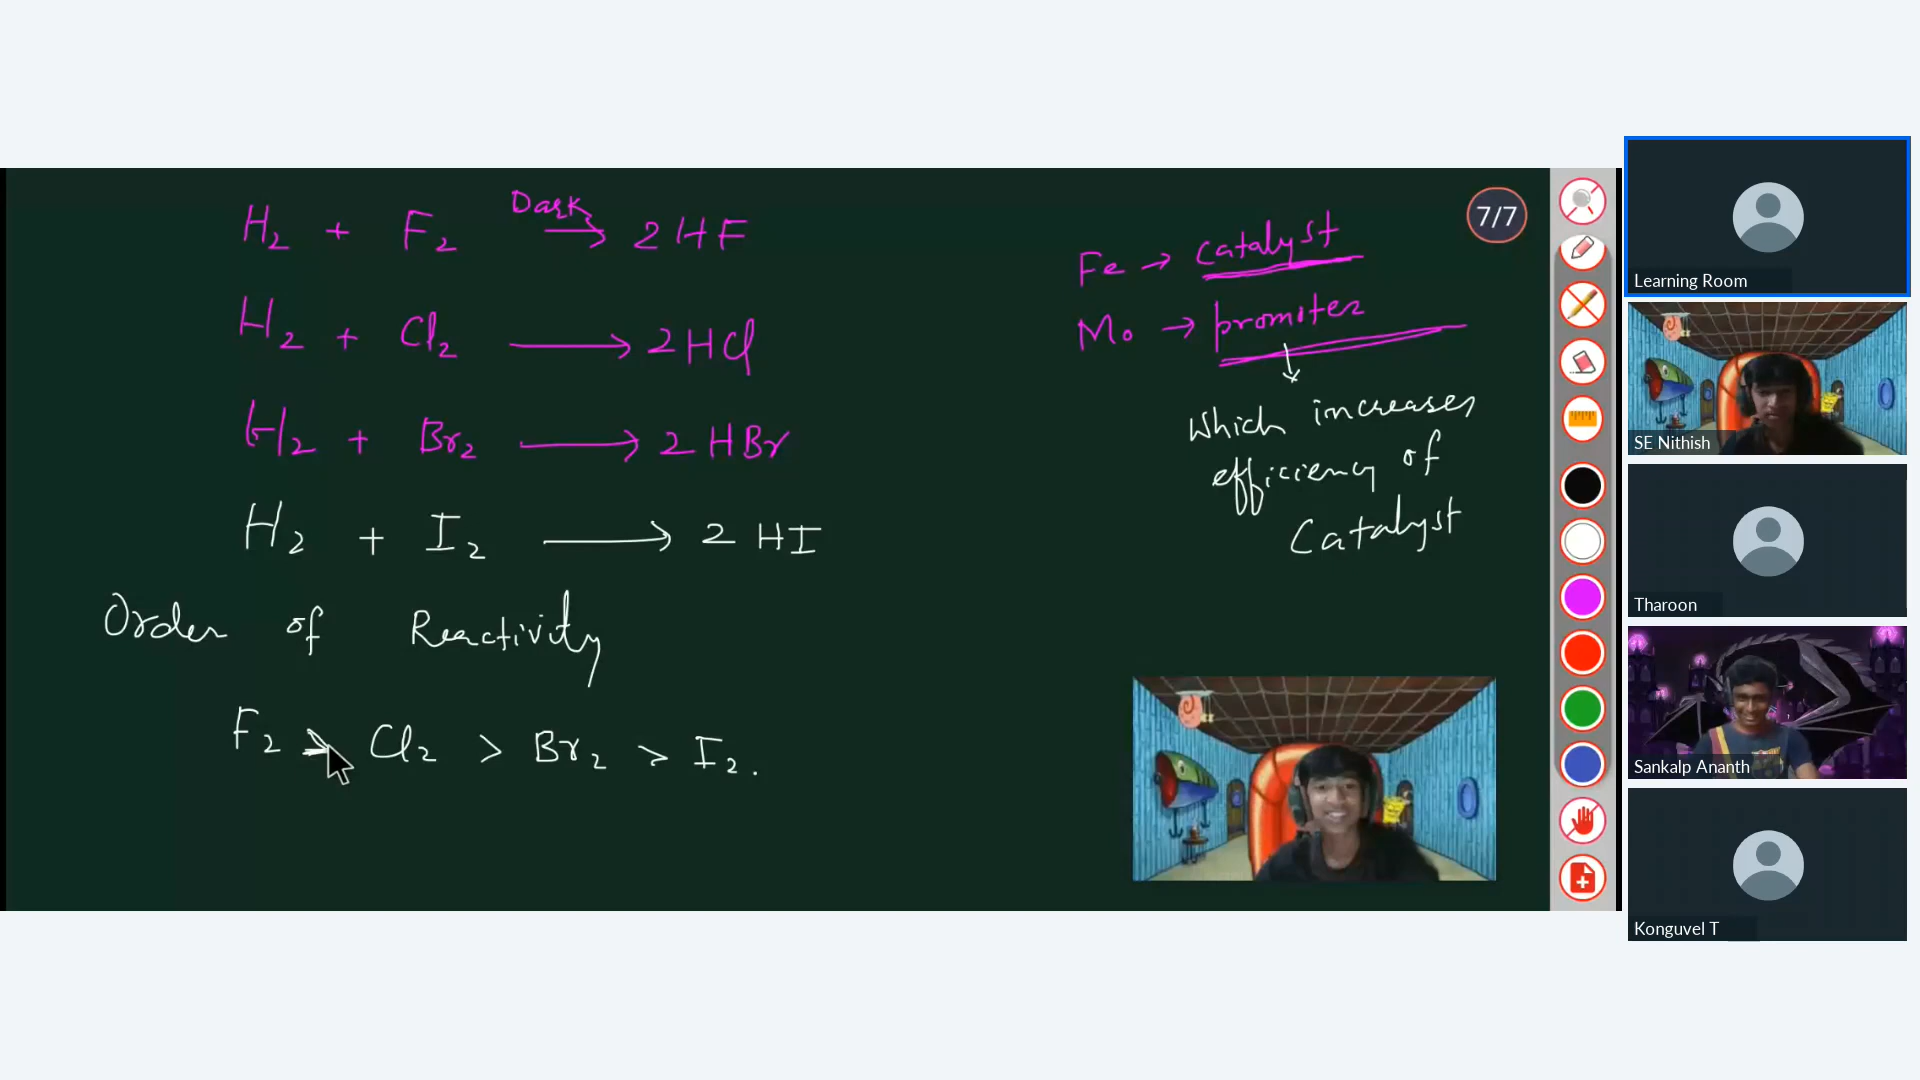 H2 + F2 Dark → 2HF
H2 + Cl2 → 2HCl
H2 + Br2 → 2HBr
H2 + I2 → 2HI
Order of Reactivity
F2 > Cl2 > Br2 > I2.
7/7
Fe → catalyst
Mo → promoter
↓
which increases
efficiency of
Catalyst
Learning Room
SE Nithish
Tharoon
Sankalp Ananth
Konguvel T